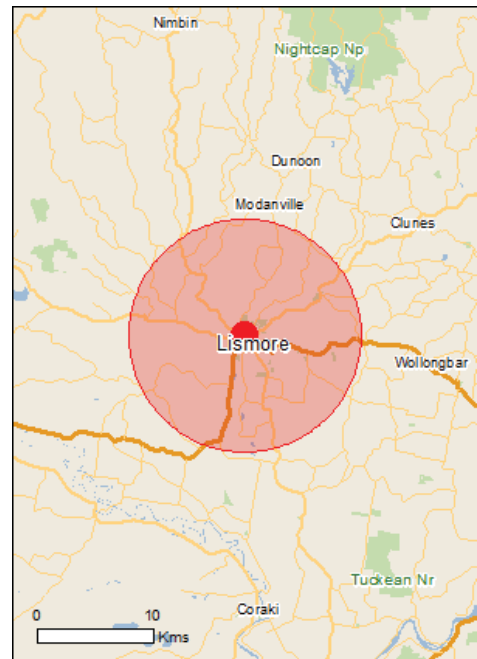 Nimbin
Nightcap Np
Dunoon
Modanville
Clunes
Lismore
Wollongbar
Tuckean Nr
Coraki
0 10
Kms